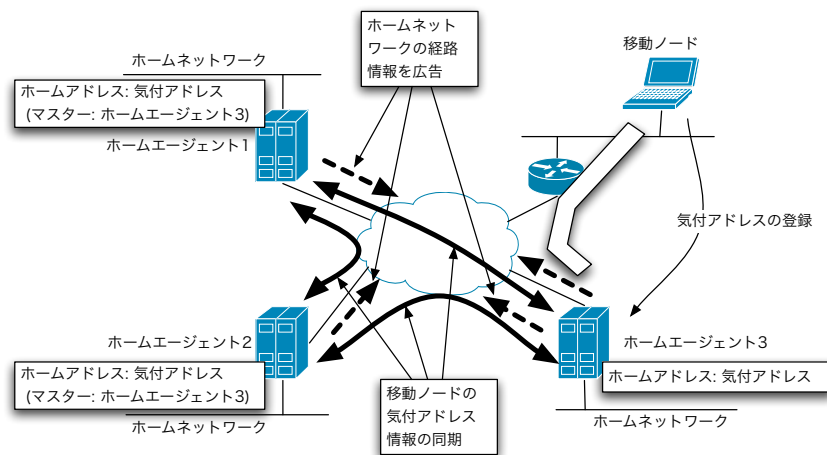 ホームネットワーク
ホームアドレス: 気付アドレス
(マスター: ホームエージェント3)
ホームエージェント1
ホームネット
ワークの経路
情報を広告
移動ノード
気付アドレスの登録
ホームエージェント2
ホームアドレス: 気付アドレス
(マスター: ホームエージェント3)
ホームネットワーク
移動ノードの
気付アドレス
情報の同期
ホームエージェント3
ホームアドレス: 気付アドレス
ホームネットワーク